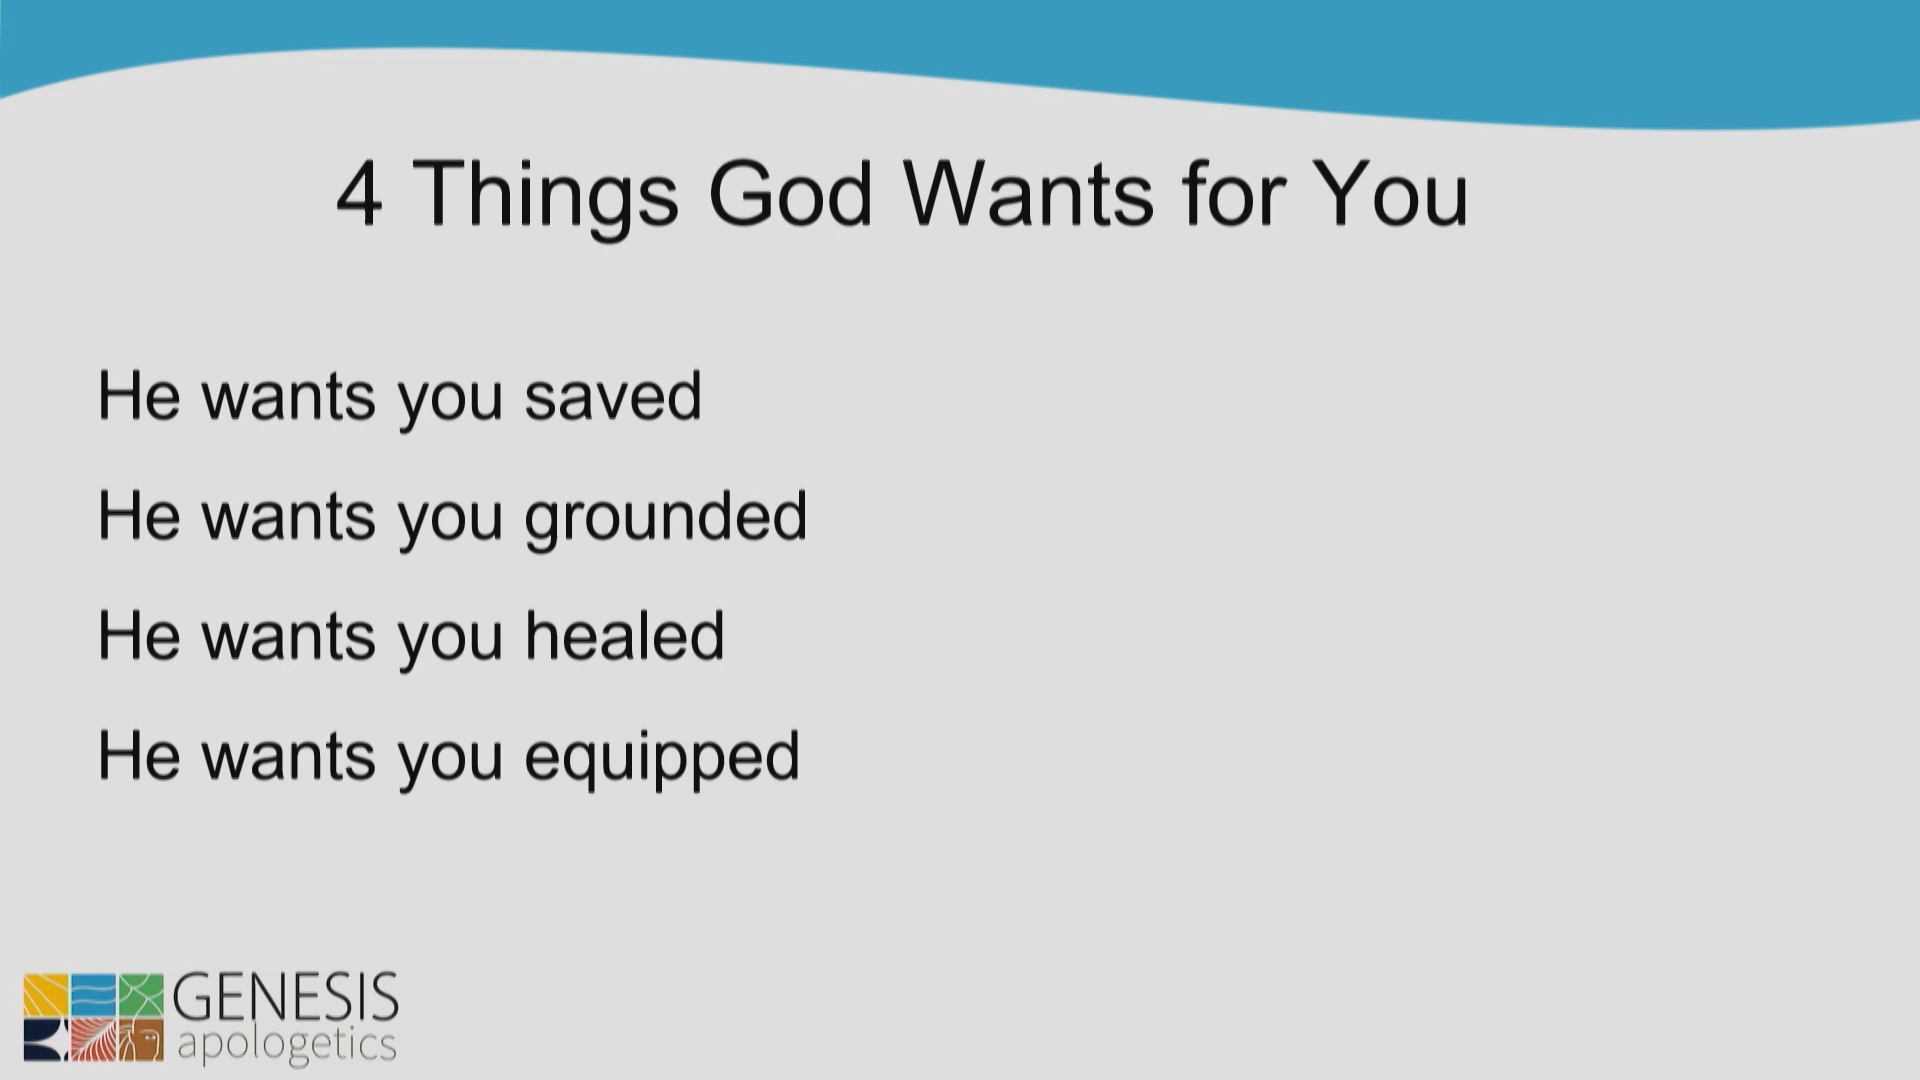 4 Things God Wants for You
He wants you saved
He wants you grounded
He wants you healed
He wants you equipped
GENESIS
apologetics